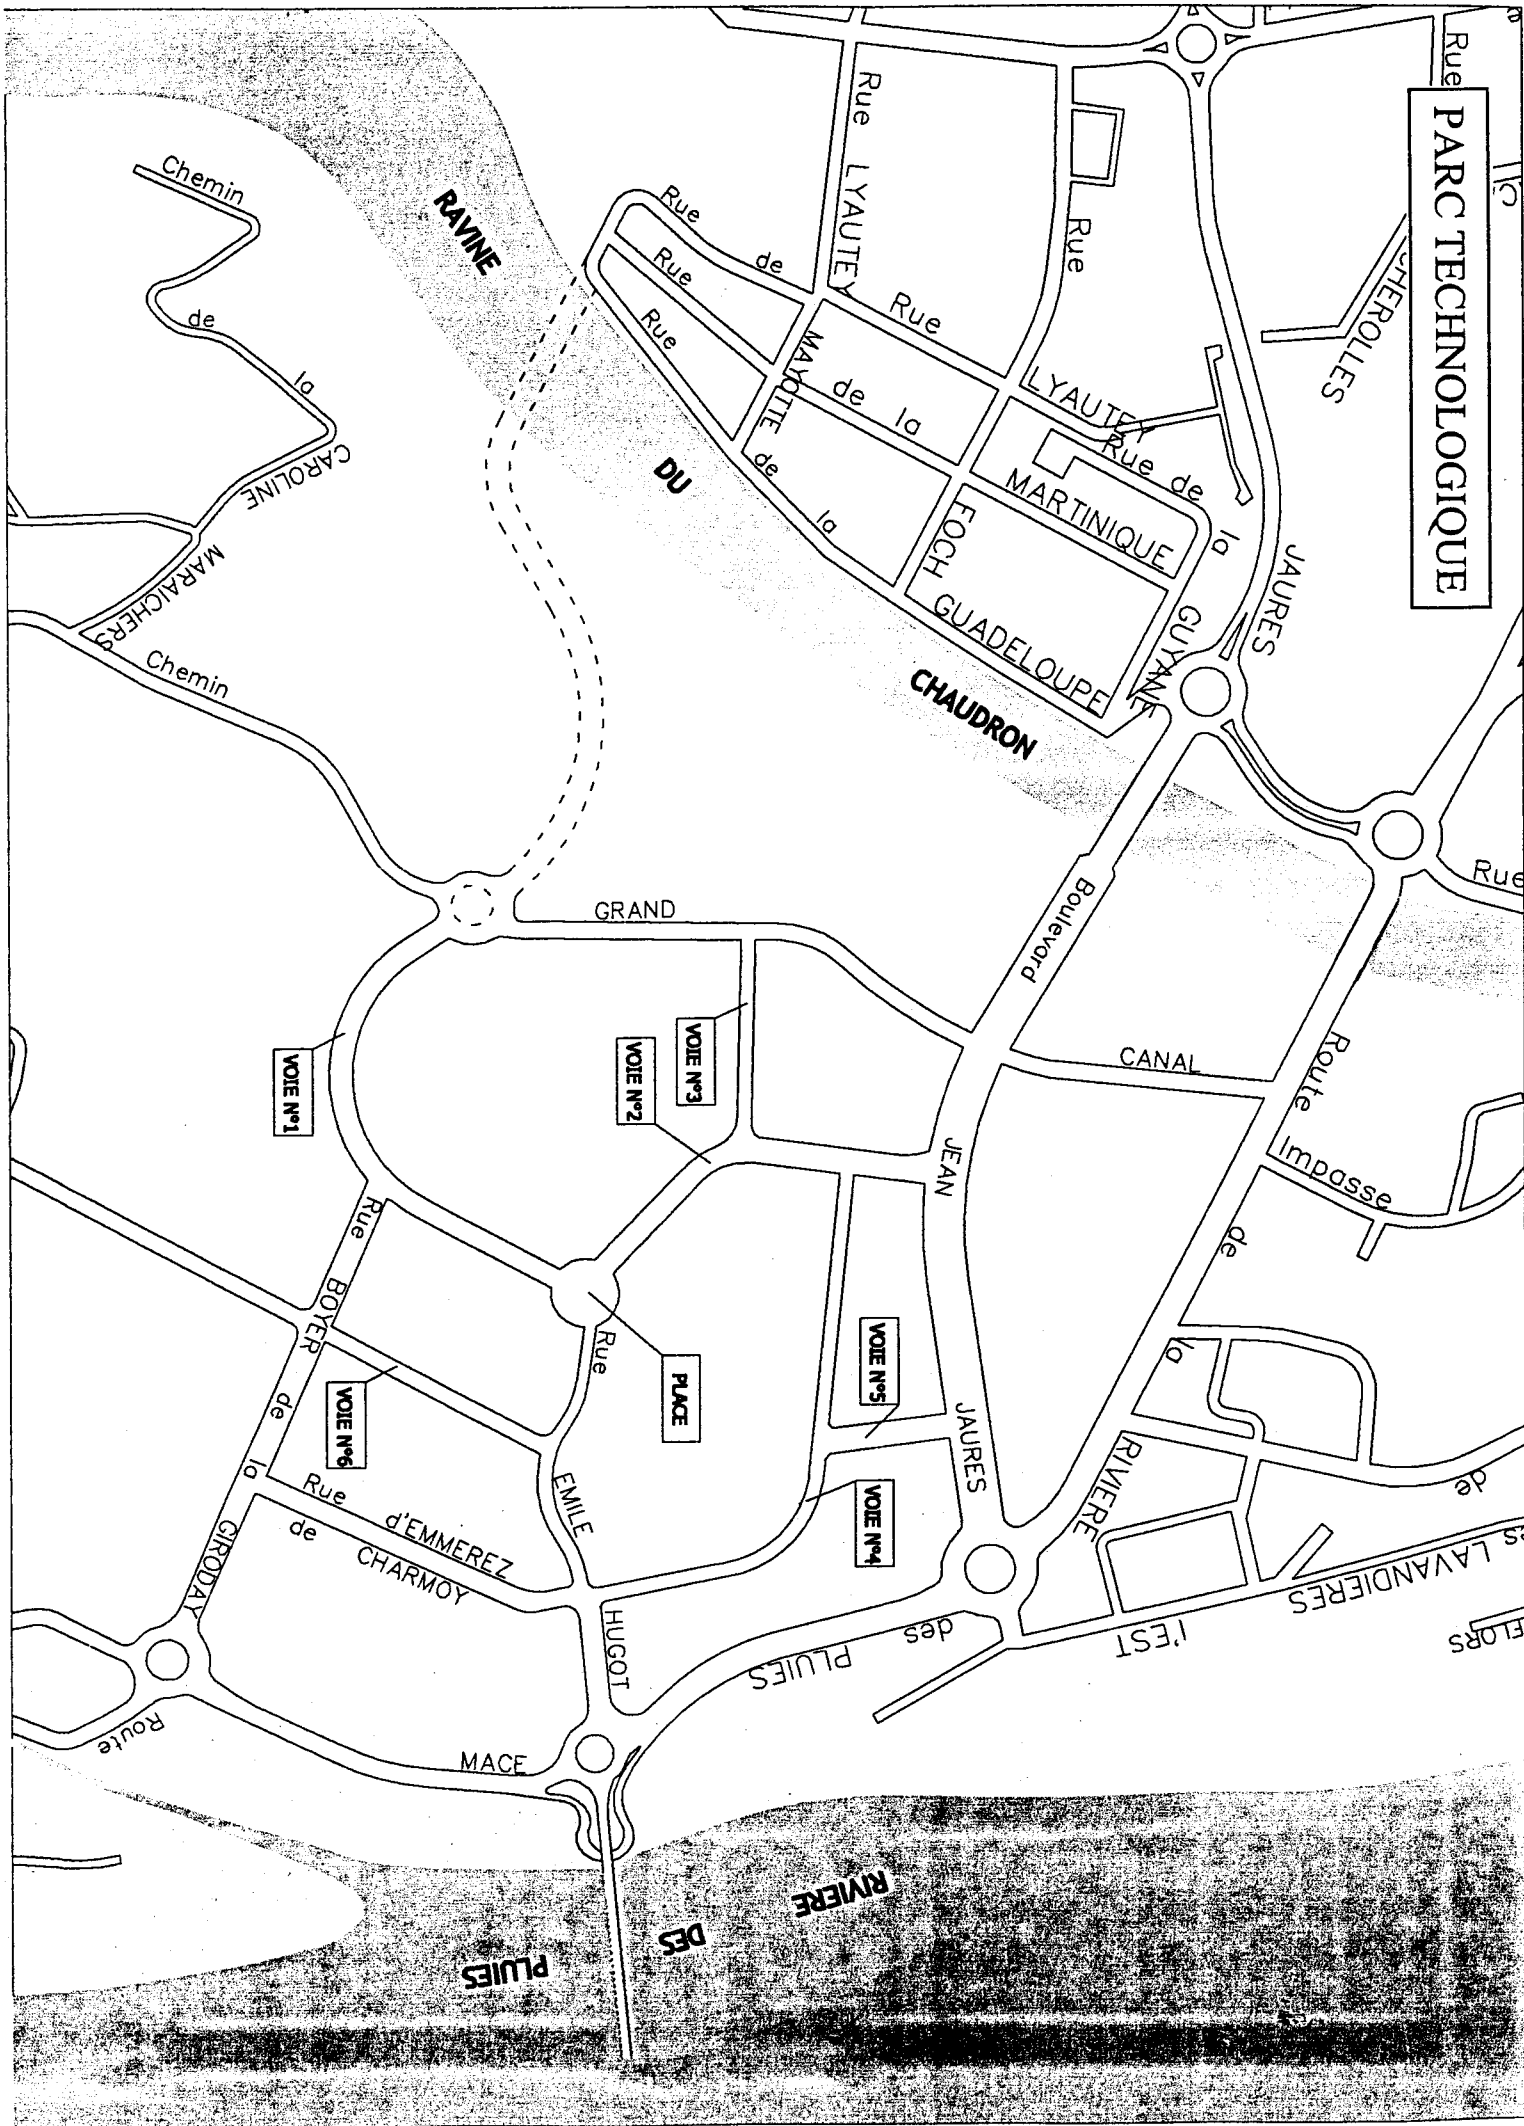 PARC TECHNOLOGIQUE
Rue
CHEROLLES
Rue LYAUTEY
Rue
FOCH
Rue de
MAYOTTE
Rue
LYAUTEY
Rue
de la
MARTINIQUE
Rue
de
la
GUADELOUPE
Rue de
la
GUYANE
JAURES
RAVINE
DU
CHAUDRON
Chemin
de
la
CAROLINE
MARAICHERS
Chemin
GRAND
CANAL
Boulevard
JEAN
JAURES
Rue
Route
de
la
RIVIERE
des
PLUIES
Impasse
VOIE N°1
VOIE N°2
VOIE N°3
VOIE N°5
VOIE N°4
VOIE N°6
PLACE
Rue
BOYER
de
la
GIRODAY
Rue
EMILE
HUGOT
Rue d'EMMEREZ
de CHARMOY
Route
MACE
de
l'EST
LAVANDIERES
RIVIERE
DES
PLUIES